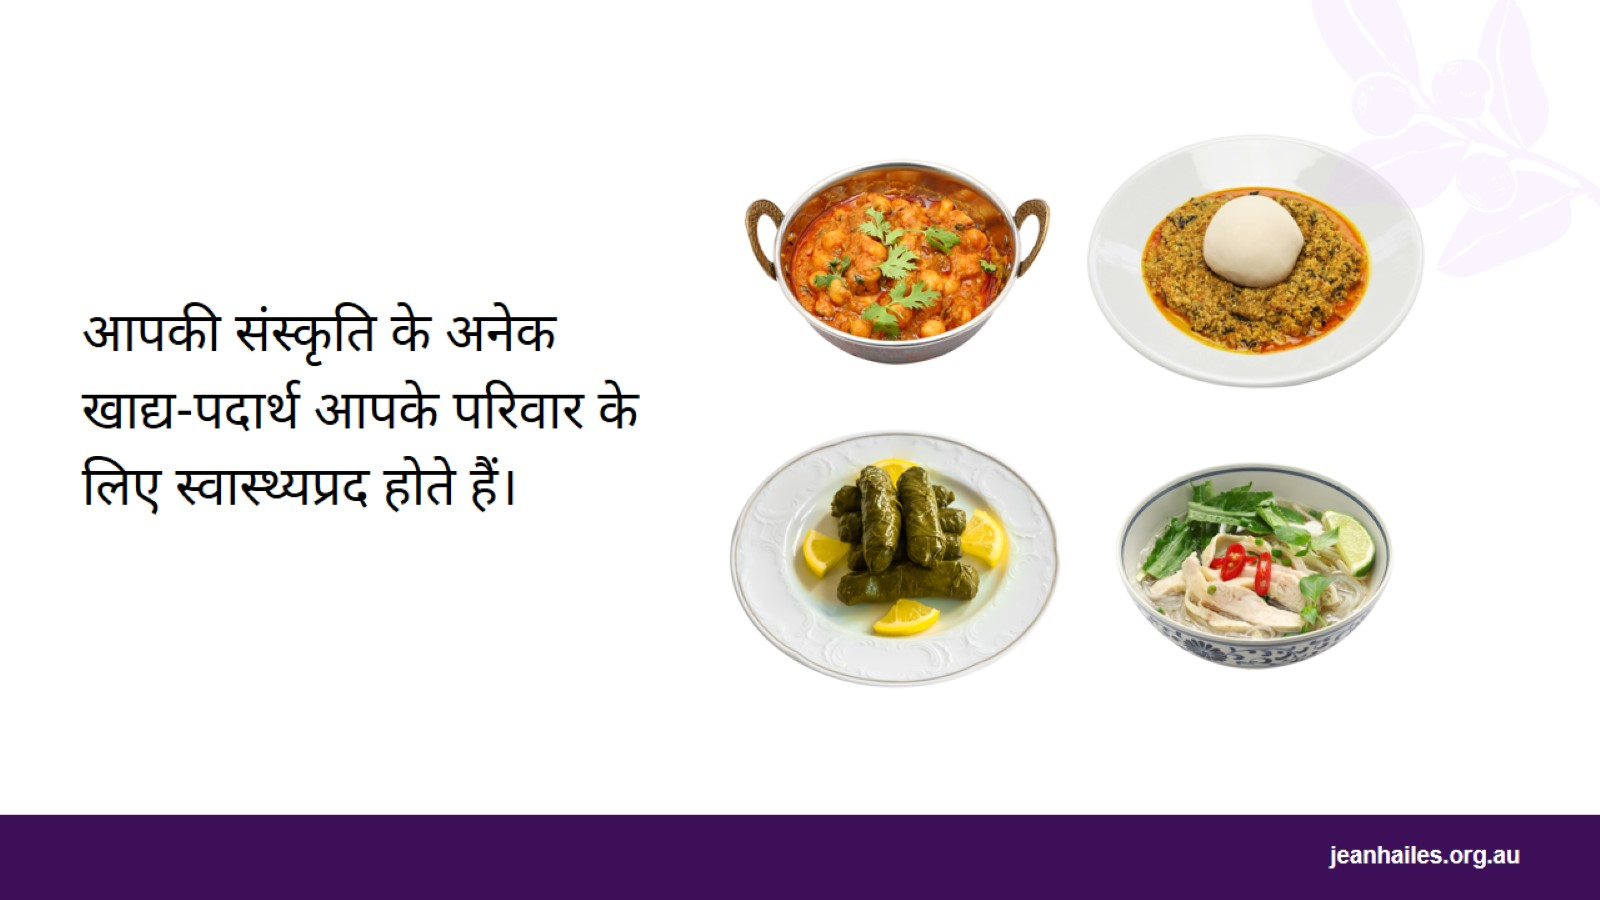 आपकी संस्कृति के अनेक
खाद्य-पदार्थ आपके परिवार के
लिए स्वास्थ्यप्रद होते हैं।
jeanhailes.org.au